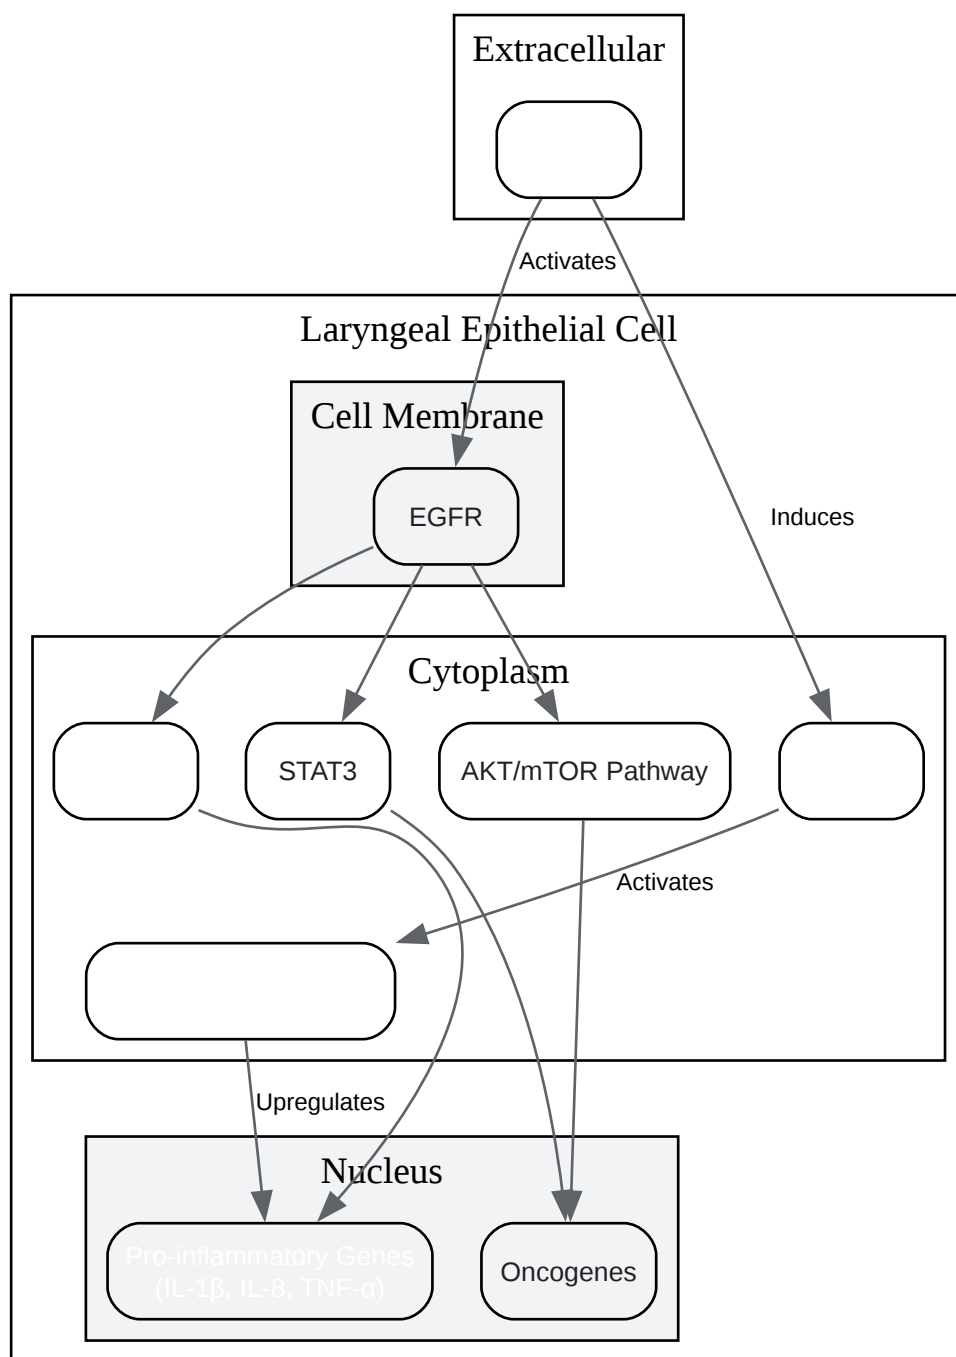 Extracellular
Activates
Laryngeal Epithelial Cell
Cell Membrane
EGFR
Induces
Cytoplasm
STAT3
AKT/mTOR Pathway
Activates
Upregulates
Nucleus
Pro-inflammatory Genes
(IL-1β, IL-8, TNF-α)
Oncogenes